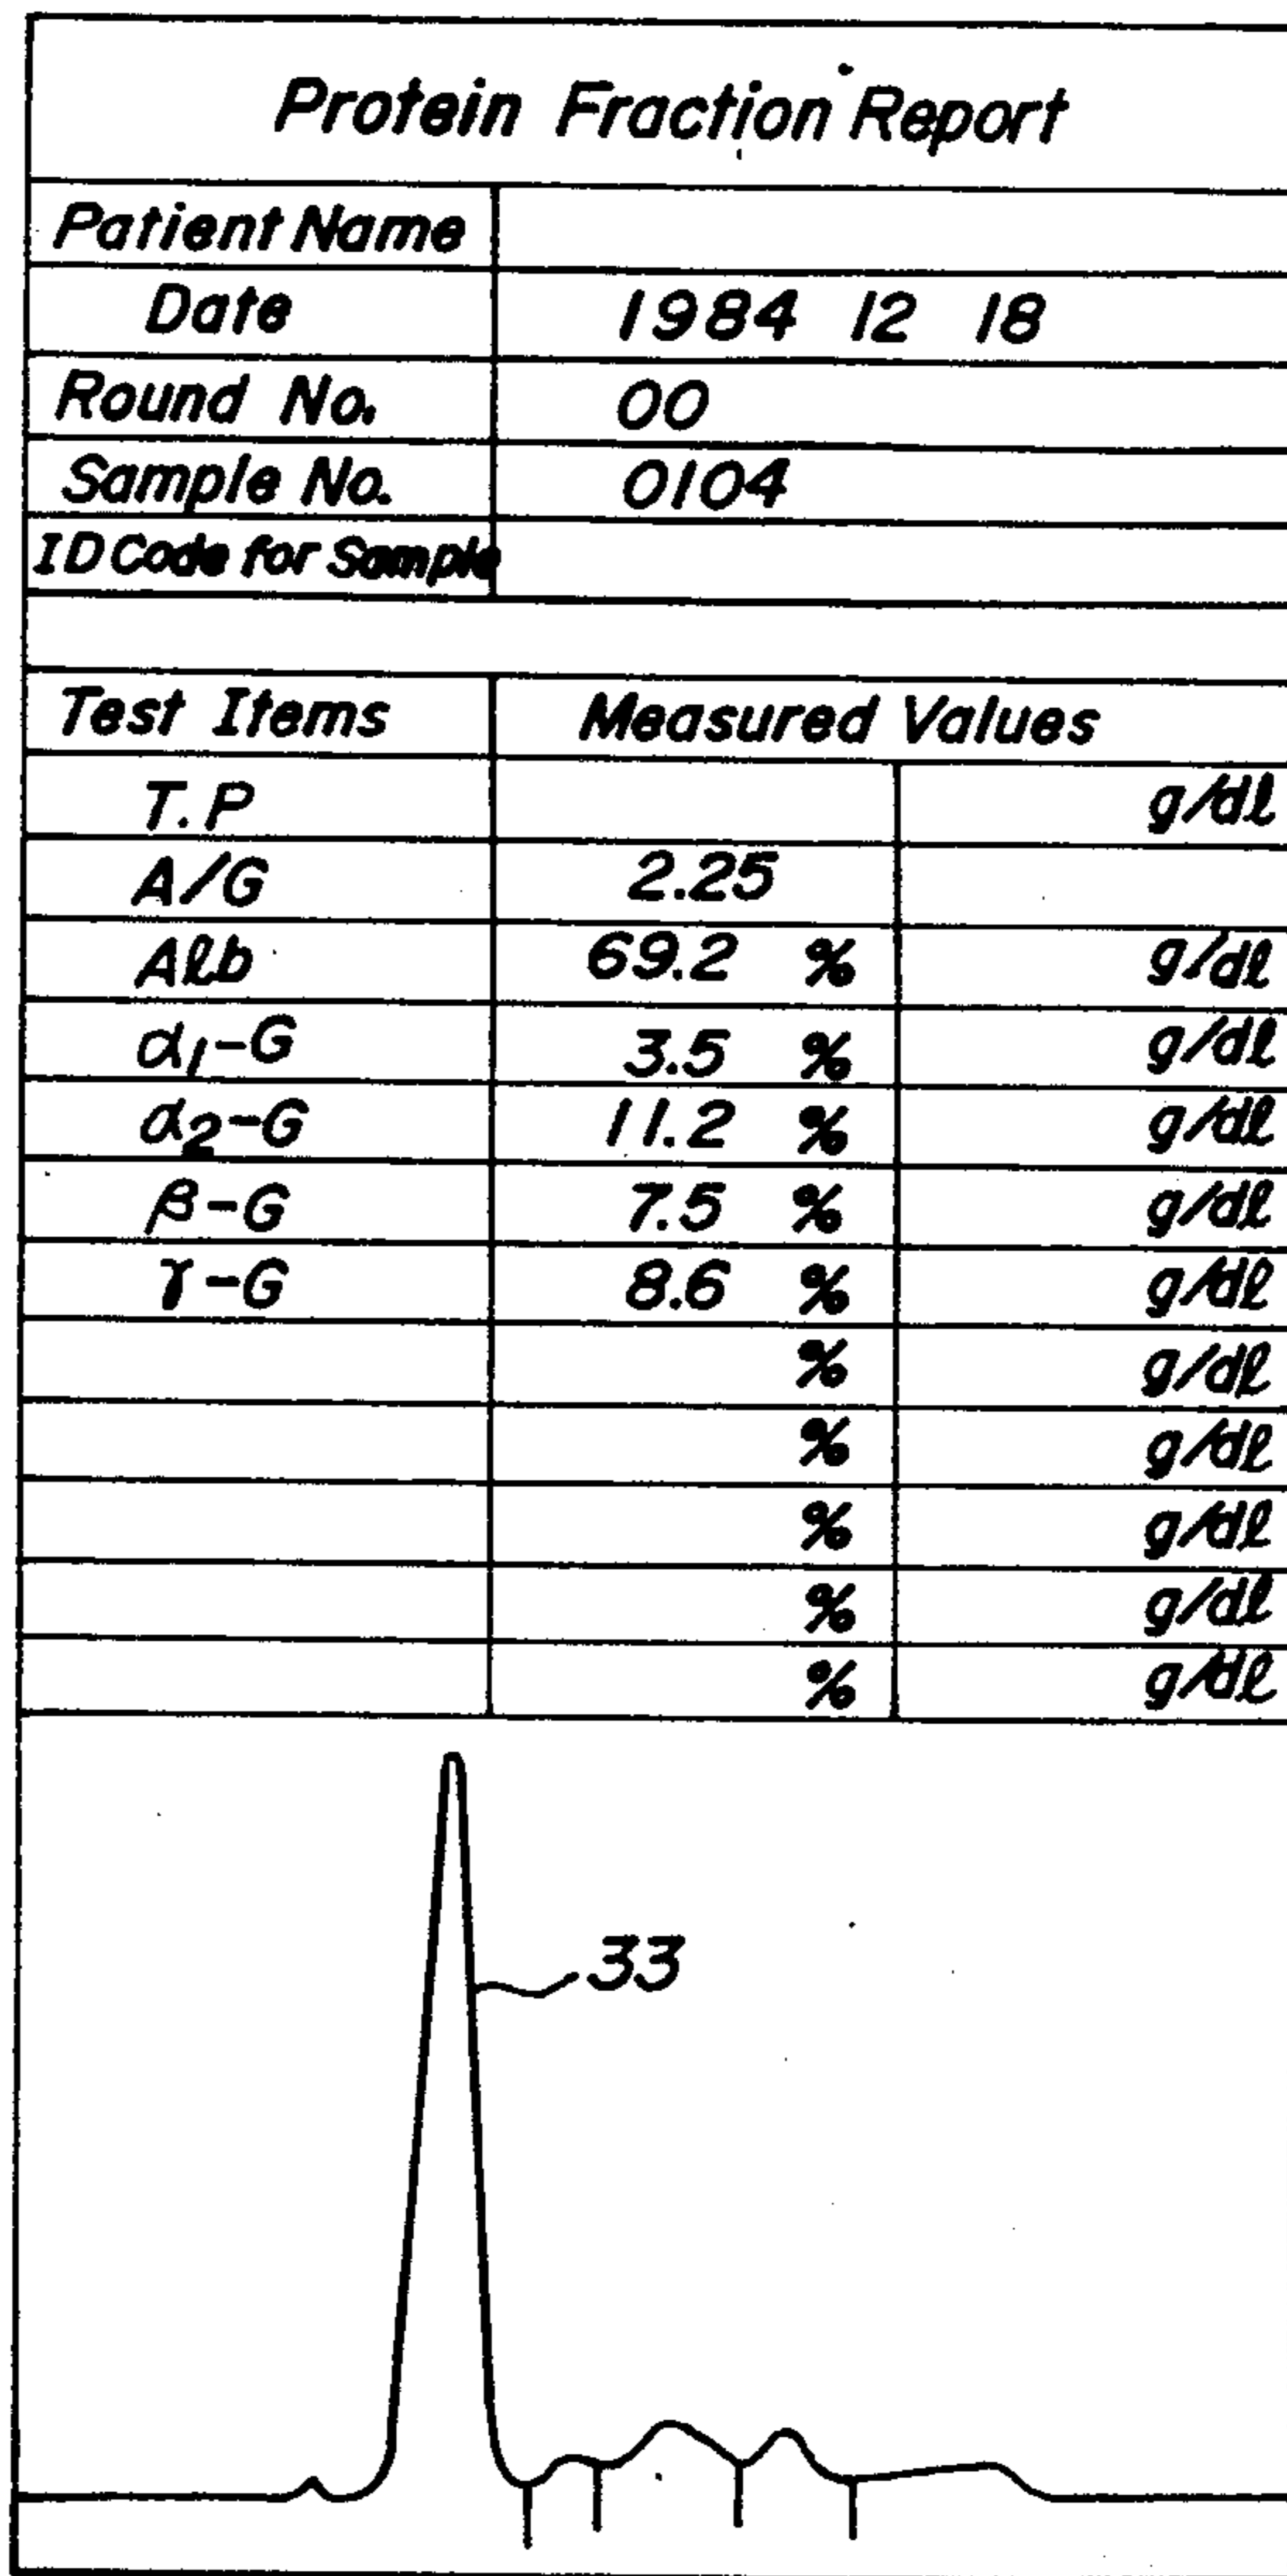 Protein Fraction Report
Patient Name
Date 1984 12 18
Round No. 00
Sample No. 0104
ID Code for Sample
Test Items Measured Values
T.P g/dl
A/G 2.25
Alb 69.2 % g/dl
α1-G 3.5 % g/dl
α2-G 11.2 % g/dl
β-G 7.5 % g/dl
γ-G 8.6 % g/dl
% g/dl
% g/dl
% g/dl
% g/dl
% g/dl
33